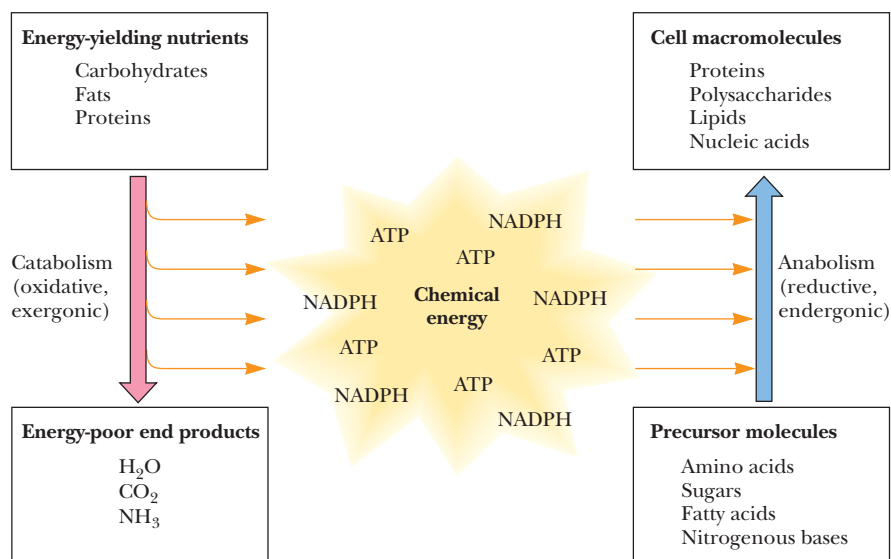 Energy-yielding nutrients
Carbohydrates
Fats
Proteins
Cell macromolecules
Proteins
Polysaccharides
Lipids
Nucleic acids
Catabolism
(oxidative,
exergonic)
ATP
NADPH
ATP
NADPH
Chemical
energy
NADPH
ATP
ATP
NADPH
ATP
NADPH
Anabolism
(reductive,
endergonic)
Energy-poor end products
H₂O
CO₂
NH₃
Precursor molecules
Amino acids
Sugars
Fatty acids
Nitrogenous bases